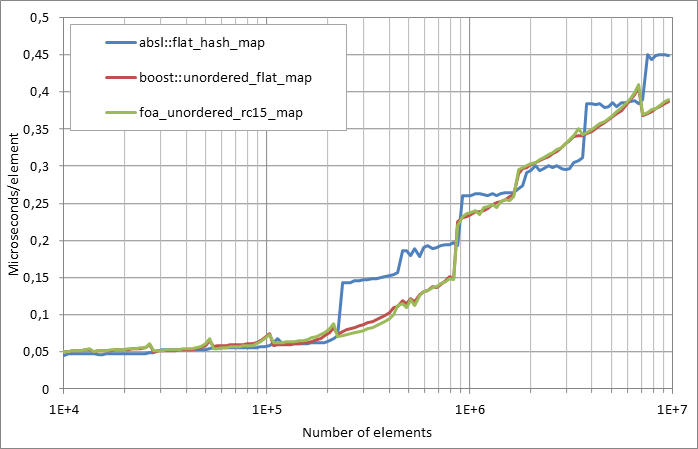 0,5
0,45
0,4
0,35
0,3
0,25
0,2
0,15
0,1
0,05
0
Microseconds/element
absl::flat_hash_map
boost::unordered_flat_map
foa_unordered_rc15_map
1E+4
1E+5
1E+6
1E+7
Number of elements